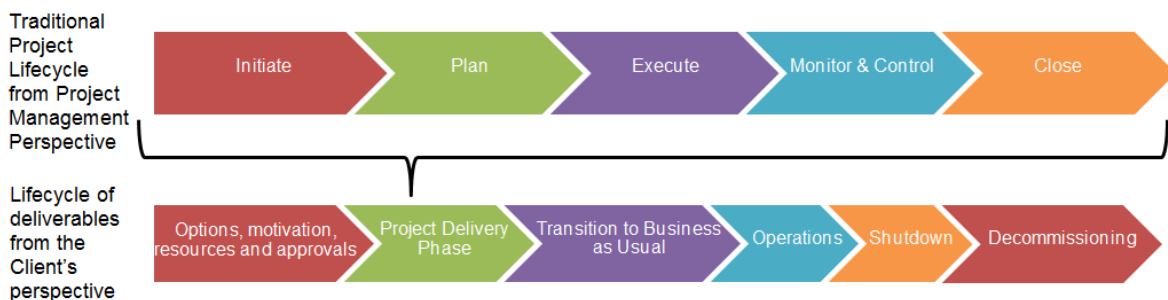 Traditional
Project
Lifecycle
from Project
Management
Perspective
Initiate
Plan
Execute
Monitor & Control
Close
Lifecycle of
deliverables
from the
Client's
perspective
Options, motivation,
resources and approvals
Project Delivery
Phase
Transition to Business
as Usual
Operations
Shutdown
Decommissioning